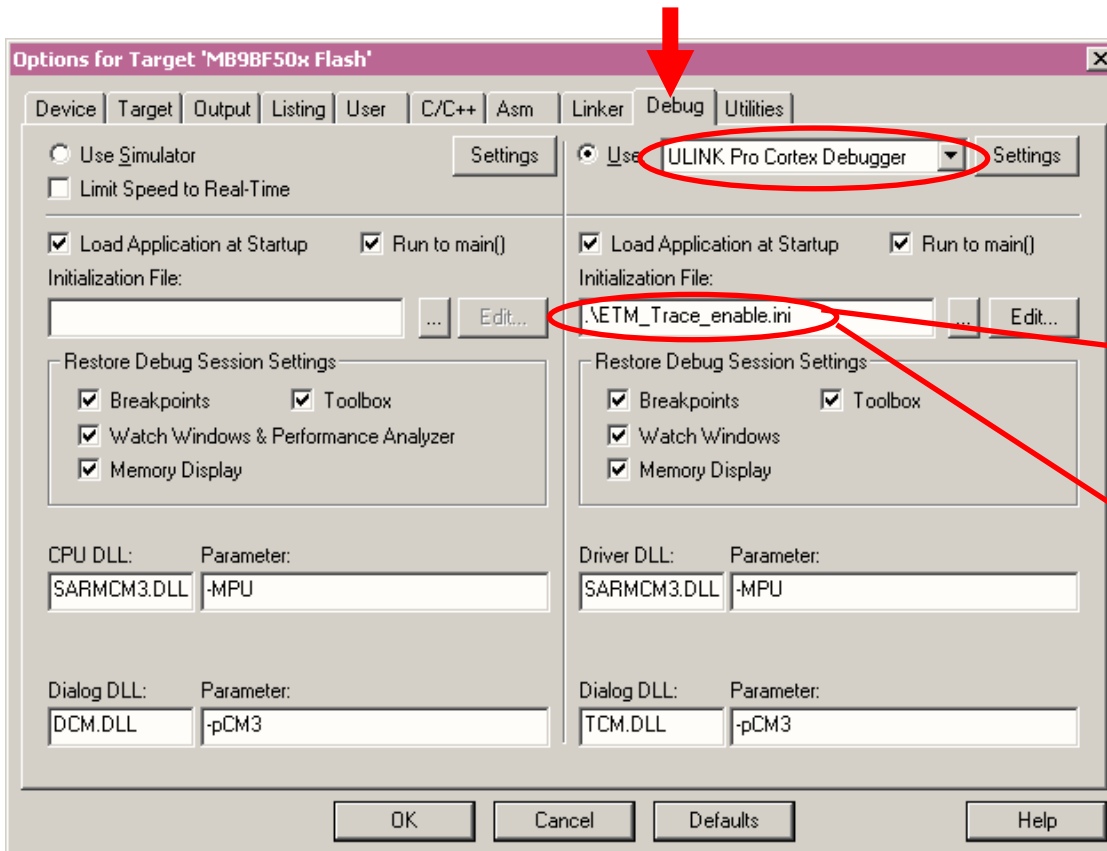 Options for Target 'MB9BF50x Flash'
Device Target Output Listing User C/C++ Asm Linker Debug Utilities
Use Simulator Settings
Limit Speed to Real-Time
Load Application at Startup Run to main()
Initialization File:
... Edit...
Restore Debug Session Settings
Breakpoints Toolbox
Watch Windows & Performance Analyzer
Memory Display
CPU DLL: Parameter:
SARMCM3.DLL -MPU
Dialog DLL: Parameter:
DCM.DLL -pCM3
Use ULINK Pro Cortex Debugger Settings
Load Application at Startup Run to main()
Initialization File:
.\ETM_Trace_enable.ini ... Edit...
Restore Debug Session Settings
Breakpoints Toolbox
Watch Windows
Memory Display
Driver DLL: Parameter:
SARMCM3.DLL -MPU
Dialog DLL: Parameter:
TCM.DLL -pCM3
OK Cancel Defaults Help